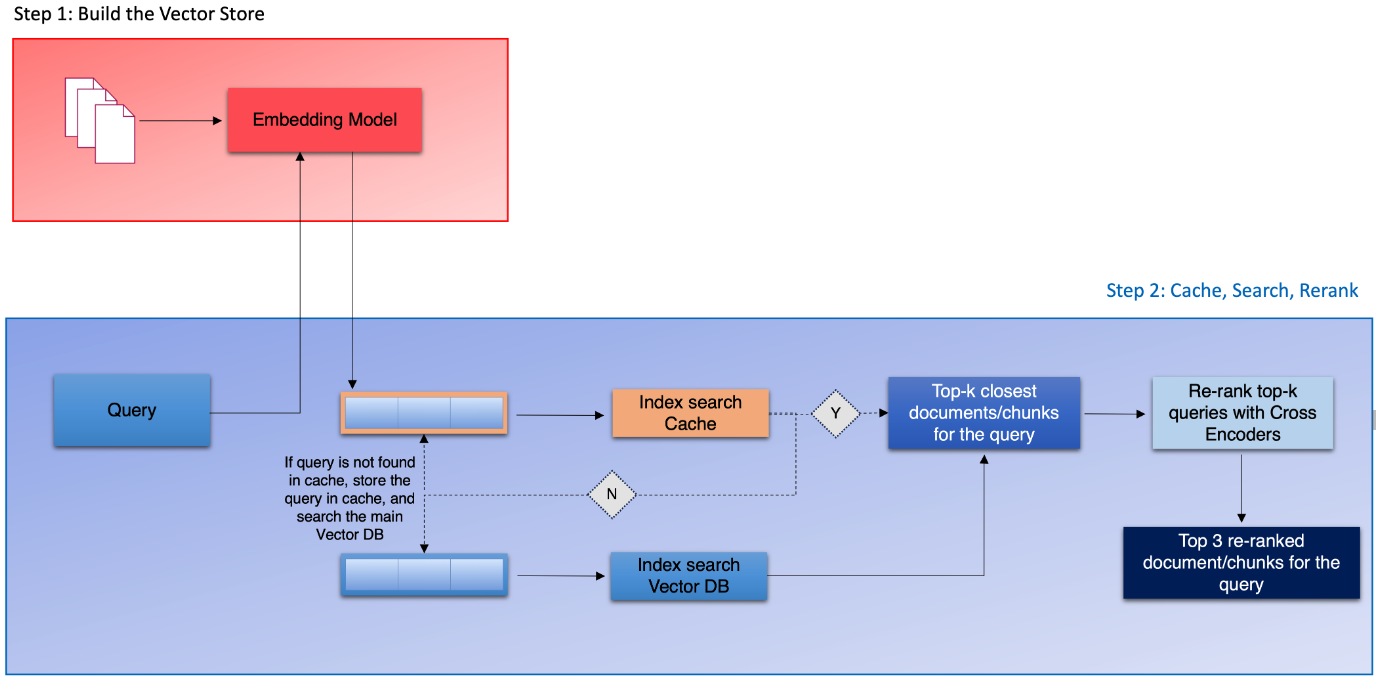 Step 1: Build the Vector Store
Embedding Model
Step 2: Cache, Search, Rerank
Query
Index search
Cache
Y
Top-k closest
documents/chunks
for the query
Re-rank top-k
queries with Cross
Encoders
If query is not found
in cache, store the
query in cache, and
search the main
Vector DB
N
Index search
Vector DB
Top 3 re-ranked
document/chunks for the
query